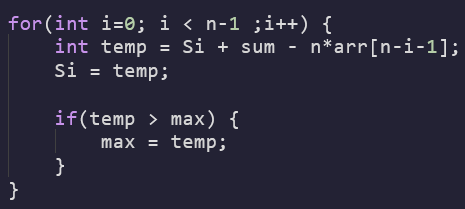 for(int i=0; i < n-1 ;i++) {
    int temp = Si + sum - n*arr[n-i-1];
    Si = temp;

    if(temp > max) {
        max = temp;
    }
}